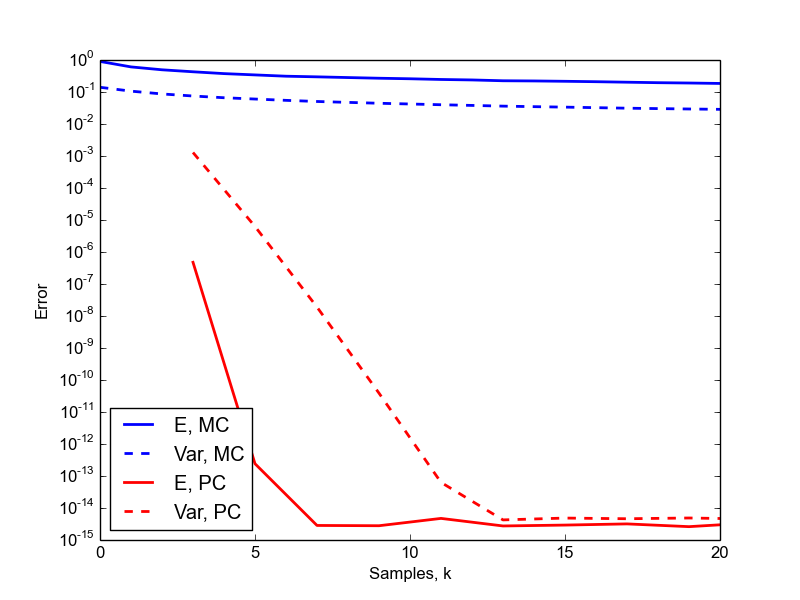 10^0
10^-1
10^-2
10^-3
10^-4
10^-5
10^-6
10^-7
10^-8
10^-9
10^-10
10^-11
10^-12
10^-13
10^-14
10^-15
Error
E, MC
Var, MC
E, PC
Var, PC
0 5 10 15 20
Samples, k